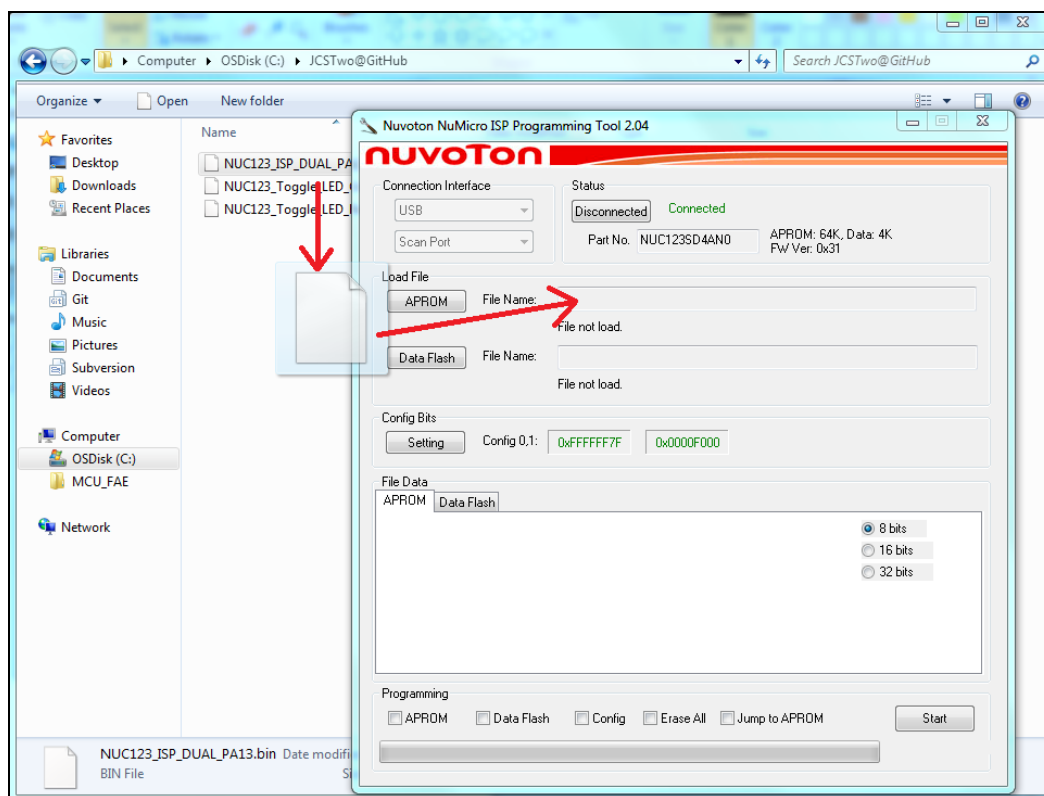 Computer ▸ OSDisk (C:) ▸ JCSTwo@GitHub
Search JCSTwo@GitHub
Organize
Open
New folder
Favorites
Desktop
Downloads
Recent Places
Libraries
Documents
Git
Music
Pictures
Subversion
Videos
Computer
OSDisk (C:)
MCU_FAE
Network
Name
NUC123_ISP_DUAL_PA
NUC123_Toggle_LED_
NUC123_Toggle_LED_
NUC123_ISP_DUAL_PA13.bin Date modifi
BIN File
Nuvoton NuMicro ISP Programming Tool 2.04
nuvoTon
Connection Interface
USB
Scan Port
Status
Disconnected Connected
Part No. NUC123SD4AN0
APROM: 64K, Data: 4K
FW Ver: 0x31
Load File
APROM File Name:
File not load.
Data Flash File Name:
File not load.
Config Bits
Setting Config 0,1: 0xFFFFFF7F 0x0000F000
File Data
APROM Data Flash
8 bits
16 bits
32 bits
Programming
APROM Data Flash Config Erase All Jump to APROM Start